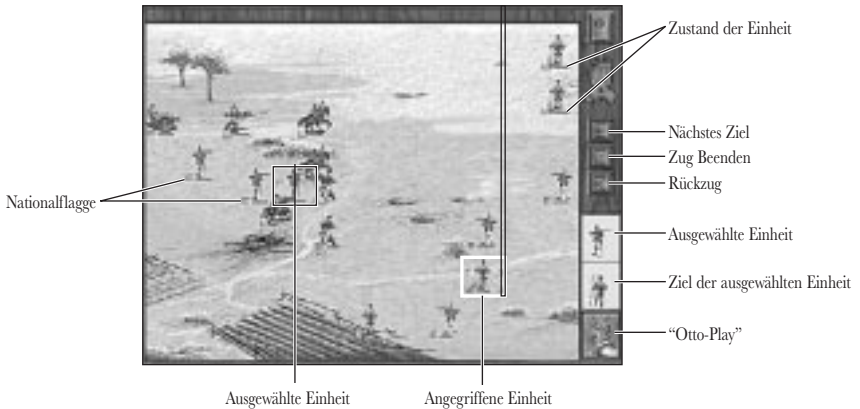 Zustand der Einheit
Nächstes Ziel
Zug Beenden
Rückzug
Nationalflagge
Ausgewählte Einheit
Ziel der ausgewählten Einheit
“Otto-Play”
Ausgewählte Einheit
Angegriffene Einheit